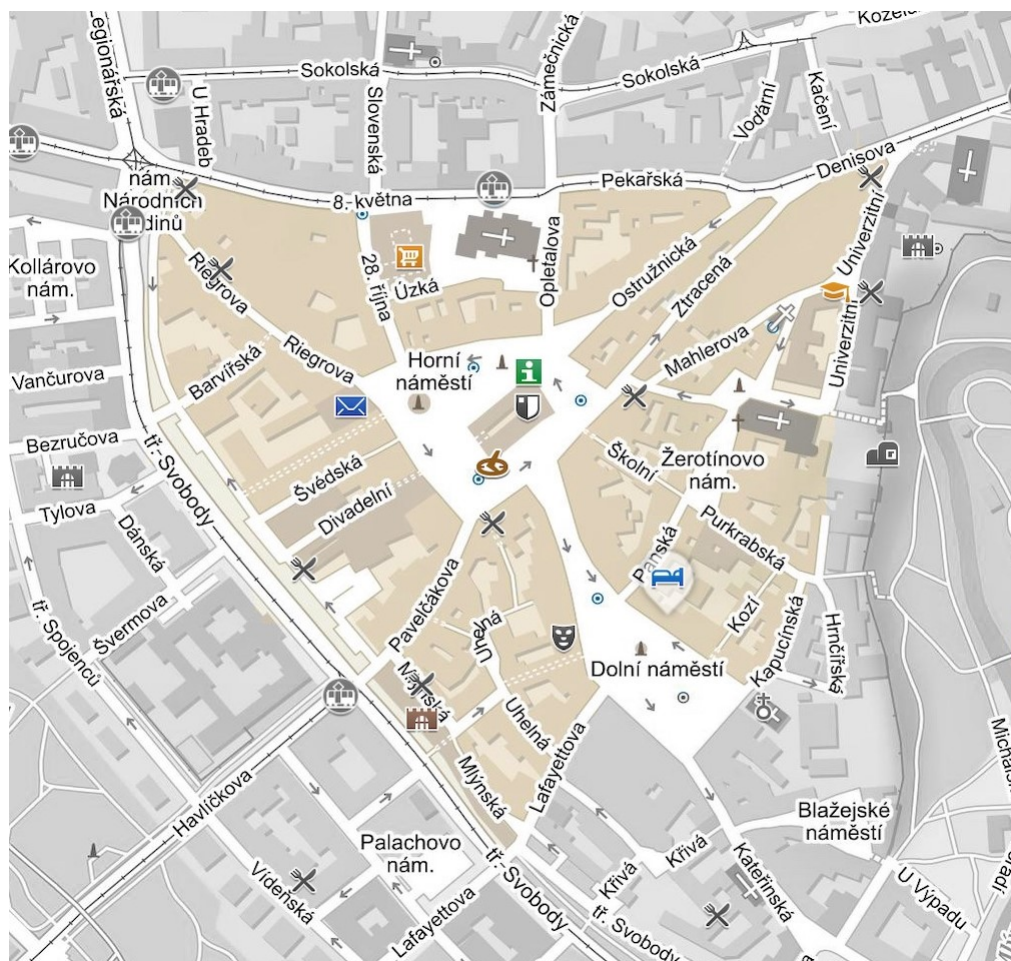 Legionářská
Kožel
Sokolská
Sokolská
U Hradeb
Slovenská
Zámečnická
Vodární
Kačení
Denisova
nám.
Národních
8. května
Pekařská
Kollárovo
nám.
Riegrova
28. října
Úzká
Opletalova
Ostružnická
Ztracená
Univerzitní
Mahlerova
Univerzitní
Vančurova
Barvířská
Riegrova
Horní
náměstí
Bezručova
tř. Svobody
Švédská
Divadelní
Školní
Žerotínovo
nám.
Tylova
Dánská
Purkrabská
Panská
Švermova
Pavelčákova
Uhelná
Kozí
Kapucínská
Hrnčířská
tř. Spojenců
Mlýnská
Dolní náměstí
Uhelná
Lafayettova
Havlíčkova
Mlýnská
Blažejské
náměstí
Palachovo
nám.
tř. Svobody
Křivá
Křivá
Kateřinská
U Výpadu
Vídeňská
Lafayettova
tř. Svobody